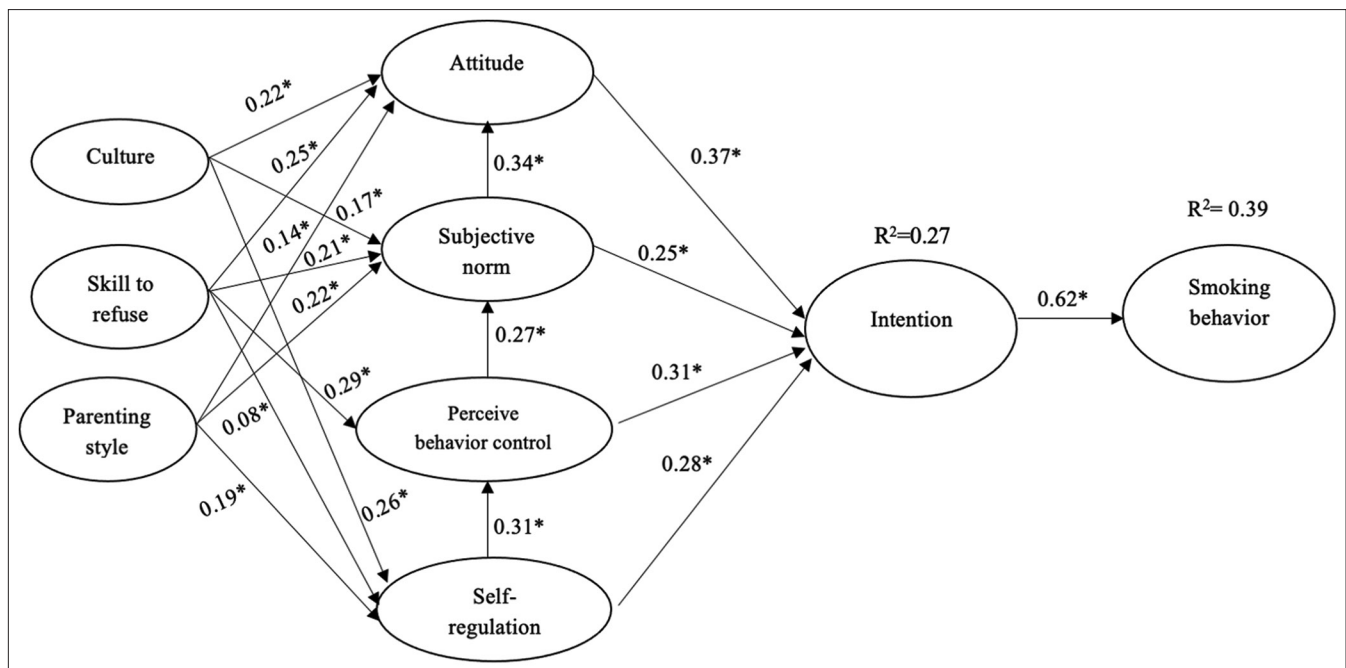 Attitude
Culture
Skill to
refuse
Parenting
style
Subjective
norm
Perceive
behavior control
Self-
regulation
Intention
Smoking
behavior
R²=0.27
R²= 0.39
0.22*
0.25*
0.17*
0.14*
0.21*
0.22*
0.29*
0.08*
0.19*
0.26*
0.34*
0.27*
0.31*
0.37*
0.25*
0.31*
0.28*
0.62*